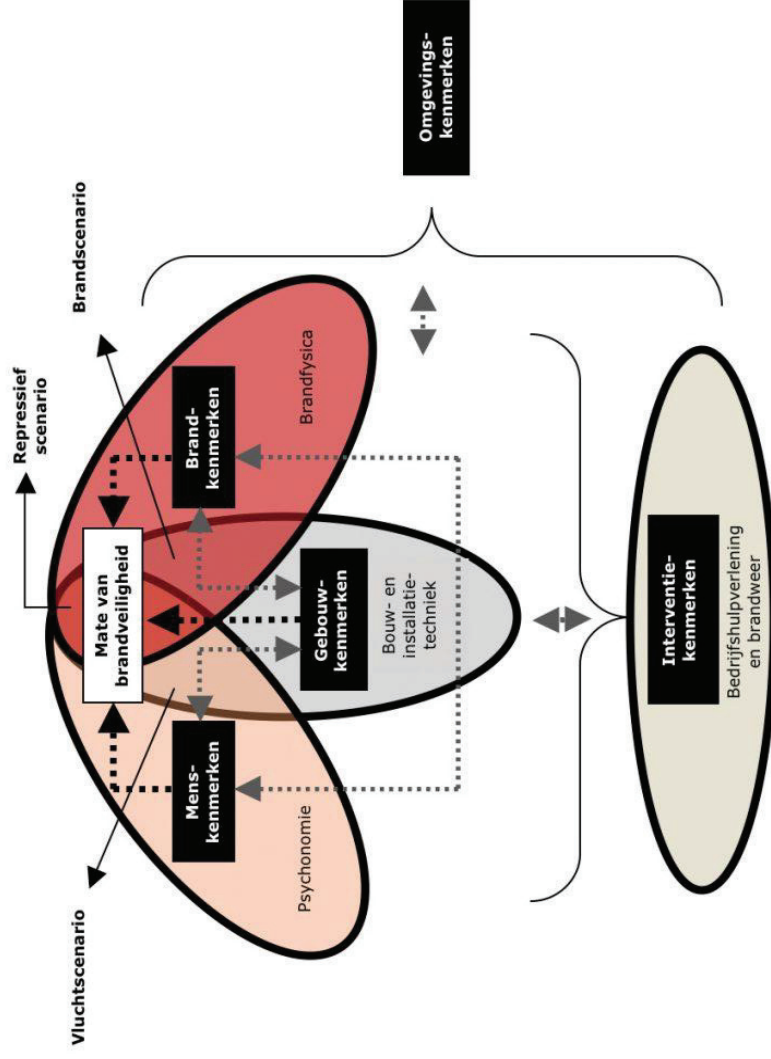 Repressief
scenario
Vluchtscenario
Brandscenario
Mate van
brandveiligheid
Mens-
kenmerken
Brand-
kenmerken
Psychonomie
Gebouw-
kenmerken
Brandfysica
Bouw- en
installatie-
techniek
Omgevings-
kenmerken
Interventie-
kenmerken
Bedrijfshulpverlening
en brandweer